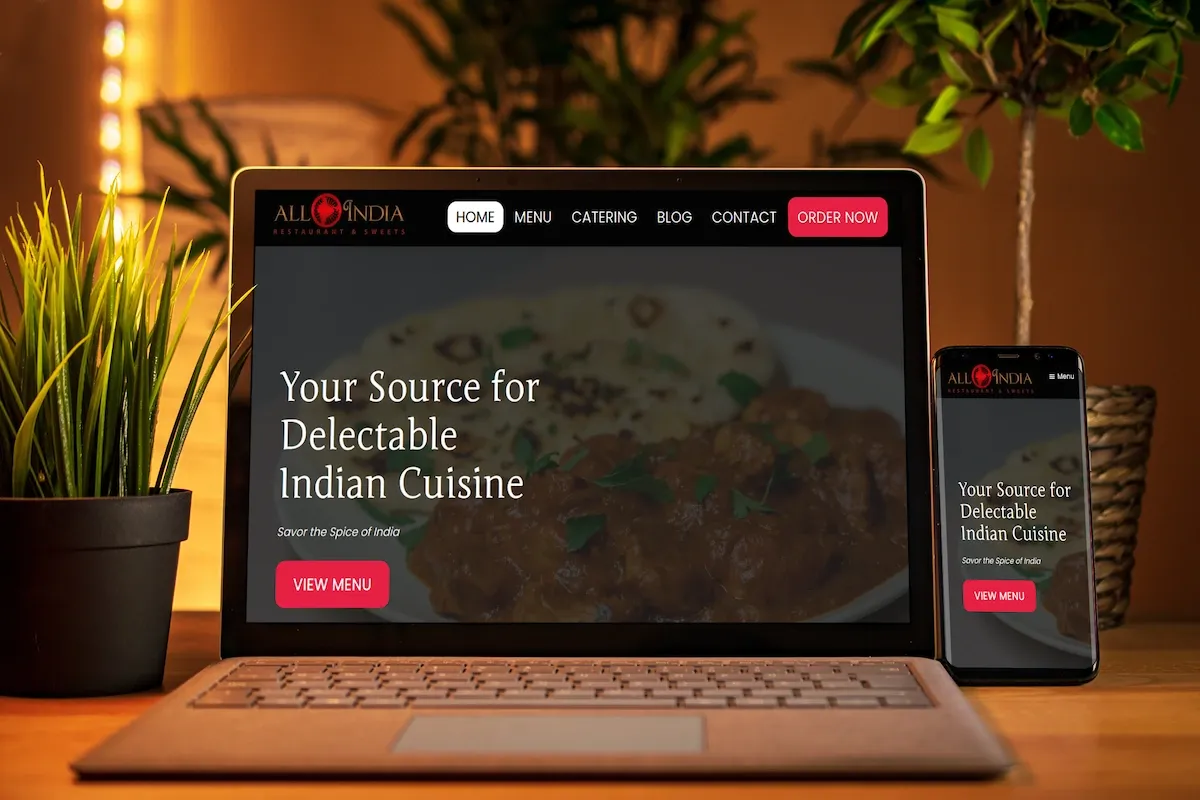 ALL INDIA
RESTAURANT & SWEETS
HOME MENU CATERING BLOG CONTACT ORDER NOW
Your Source for
Delectable
Indian Cuisine
Savor the Spice of India
VIEW MENU
ALL INDIA
RESTAURANT & SWEETS
Menu
Your Source for
Delectable
Indian Cuisine
Savor the Spice of India
VIEW MENU